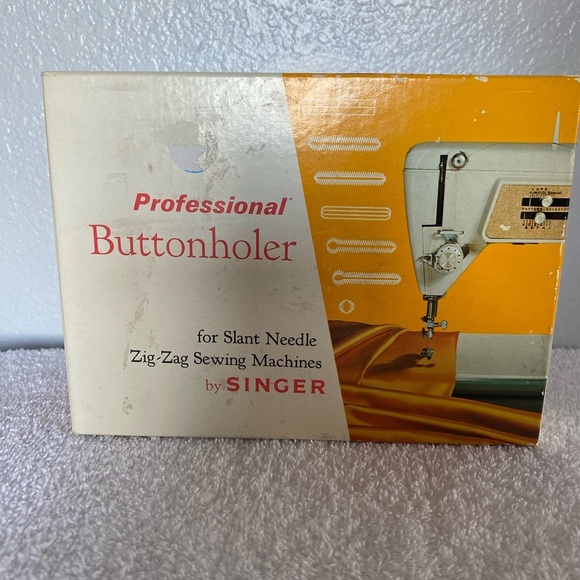 Professional
Buttonholer
for Slant Needle
Zig-Zag Sewing Machines
by SINGER